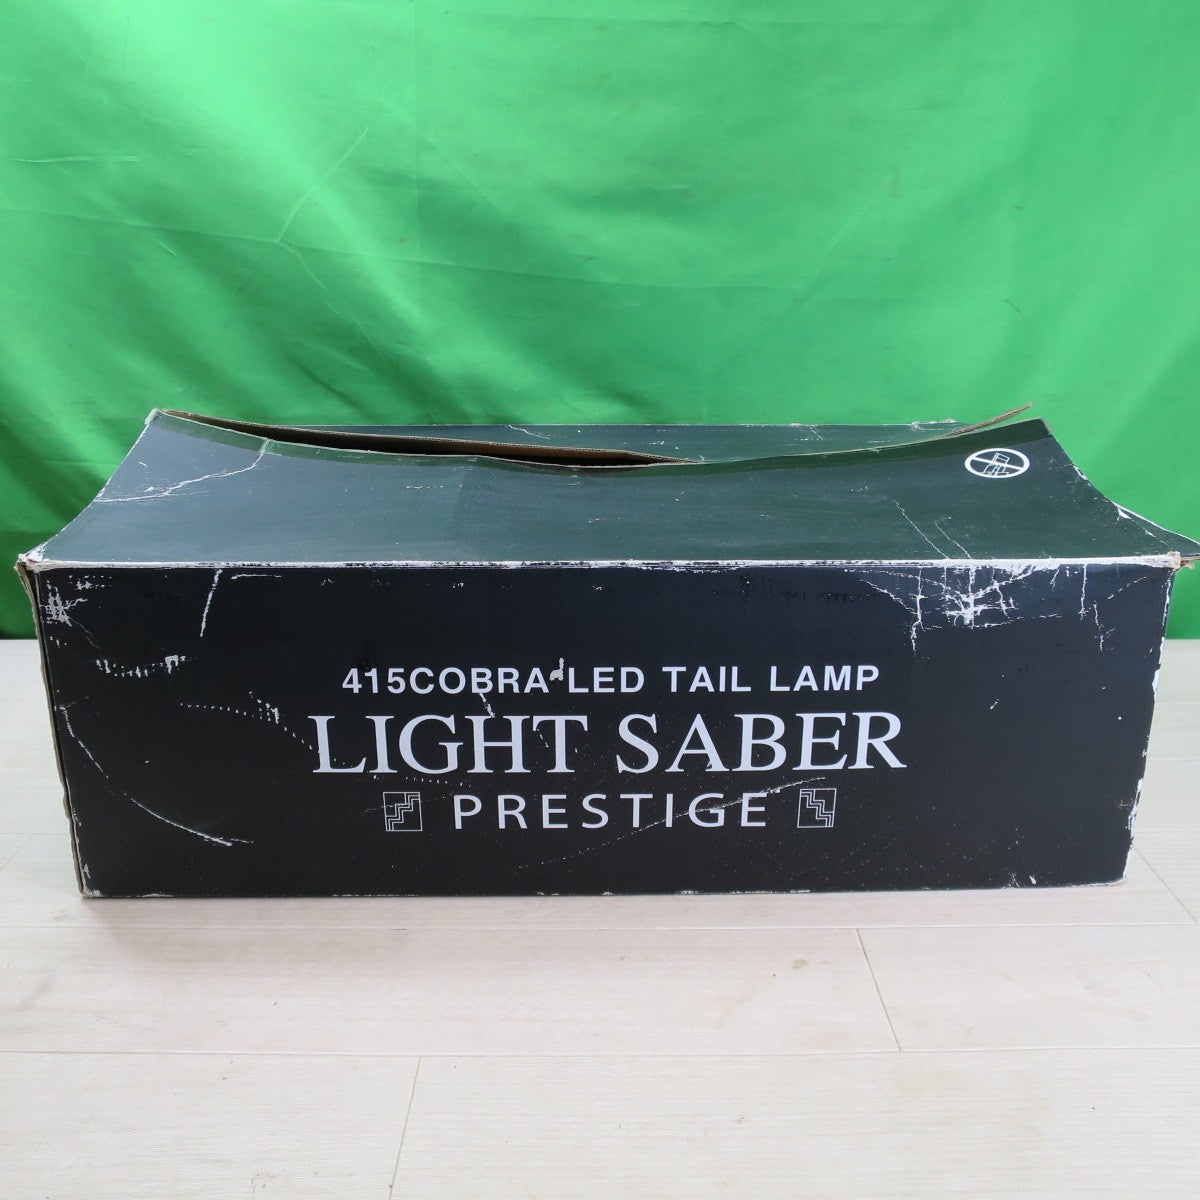 415COBRA LED TAIL LAMP
LIGHT SABER
PRESTIGE